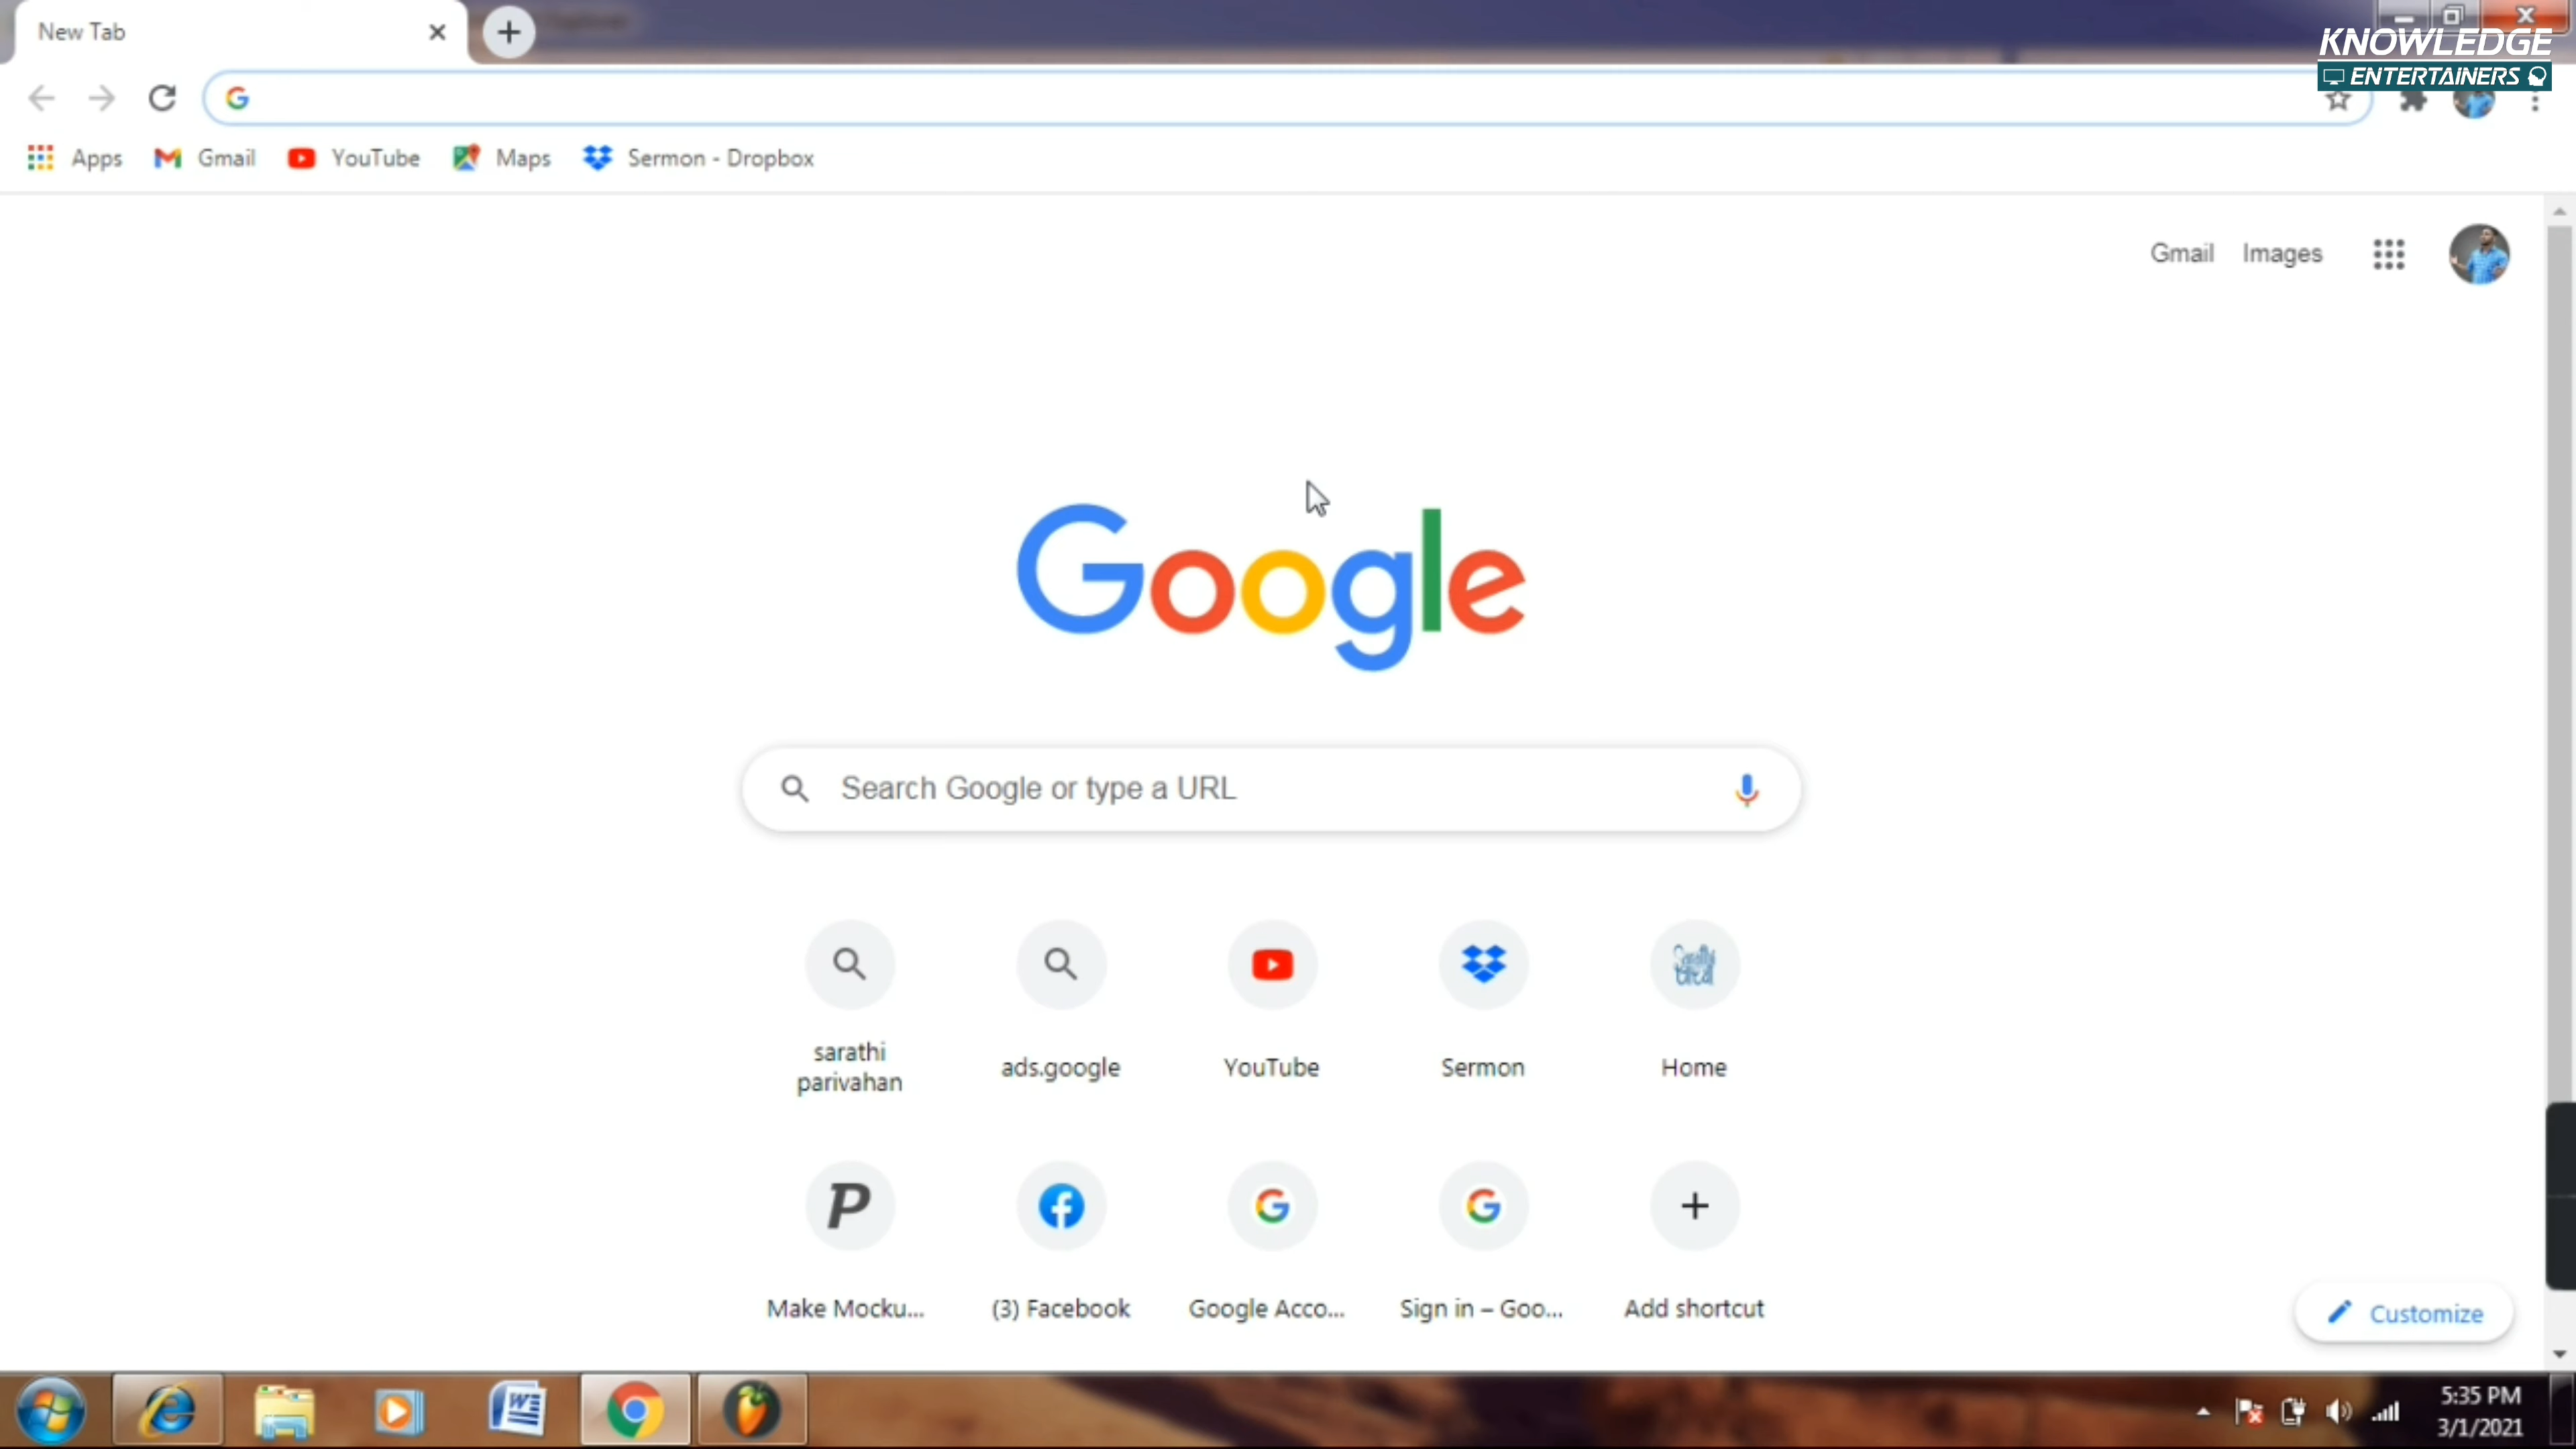 New Tab
KNOWLEDGE
ENTERTAINERS
Apps Gmail YouTube Maps Sermon - Dropbox
Gmail Images
Google
Search Google or type a URL
sarathi
parivahan
ads.google
YouTube
Sermon
Home
Make Mocku...
(3) Facebook
Google Acco...
Sign in – Goo...
Add shortcut
Customize
5:35 PM
3/1/2021